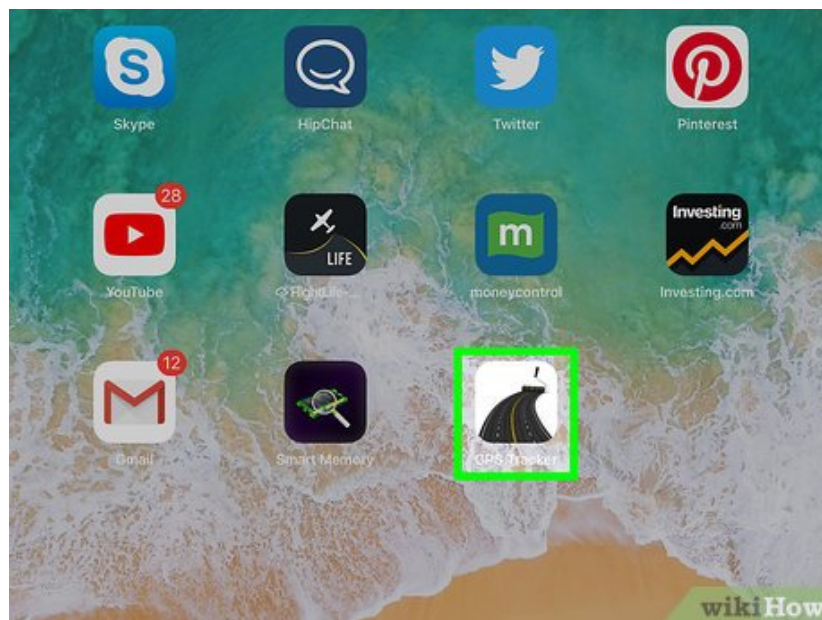 Skype
HipChat
Twitter
Pinterest
28
LIFE
m
Investing
.com
YouTube
FlightLife-...
moneycontrol
Investing.com
12
Gmail
Smart Memory
GPS Tracker
wikiHow